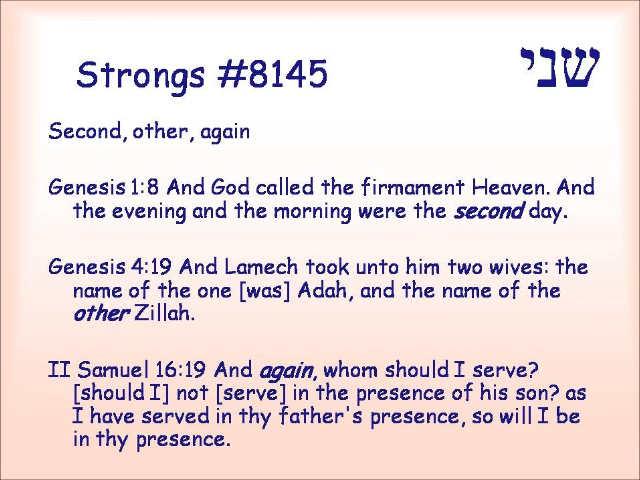 Strongs #8145 שני
Second, other, again
Genesis 1:8 And God called the firmament Heaven. And
the evening and the morning were the second day.
Genesis 4:19 And Lamech took unto him two wives: the
name of the one [was] Adah, and the name of the
other Zillah.
II Samuel 16:19 And again, whom should I serve?
[should I] not [serve] in the presence of his son? as
I have served in thy father's presence, so will I be
in thy presence.